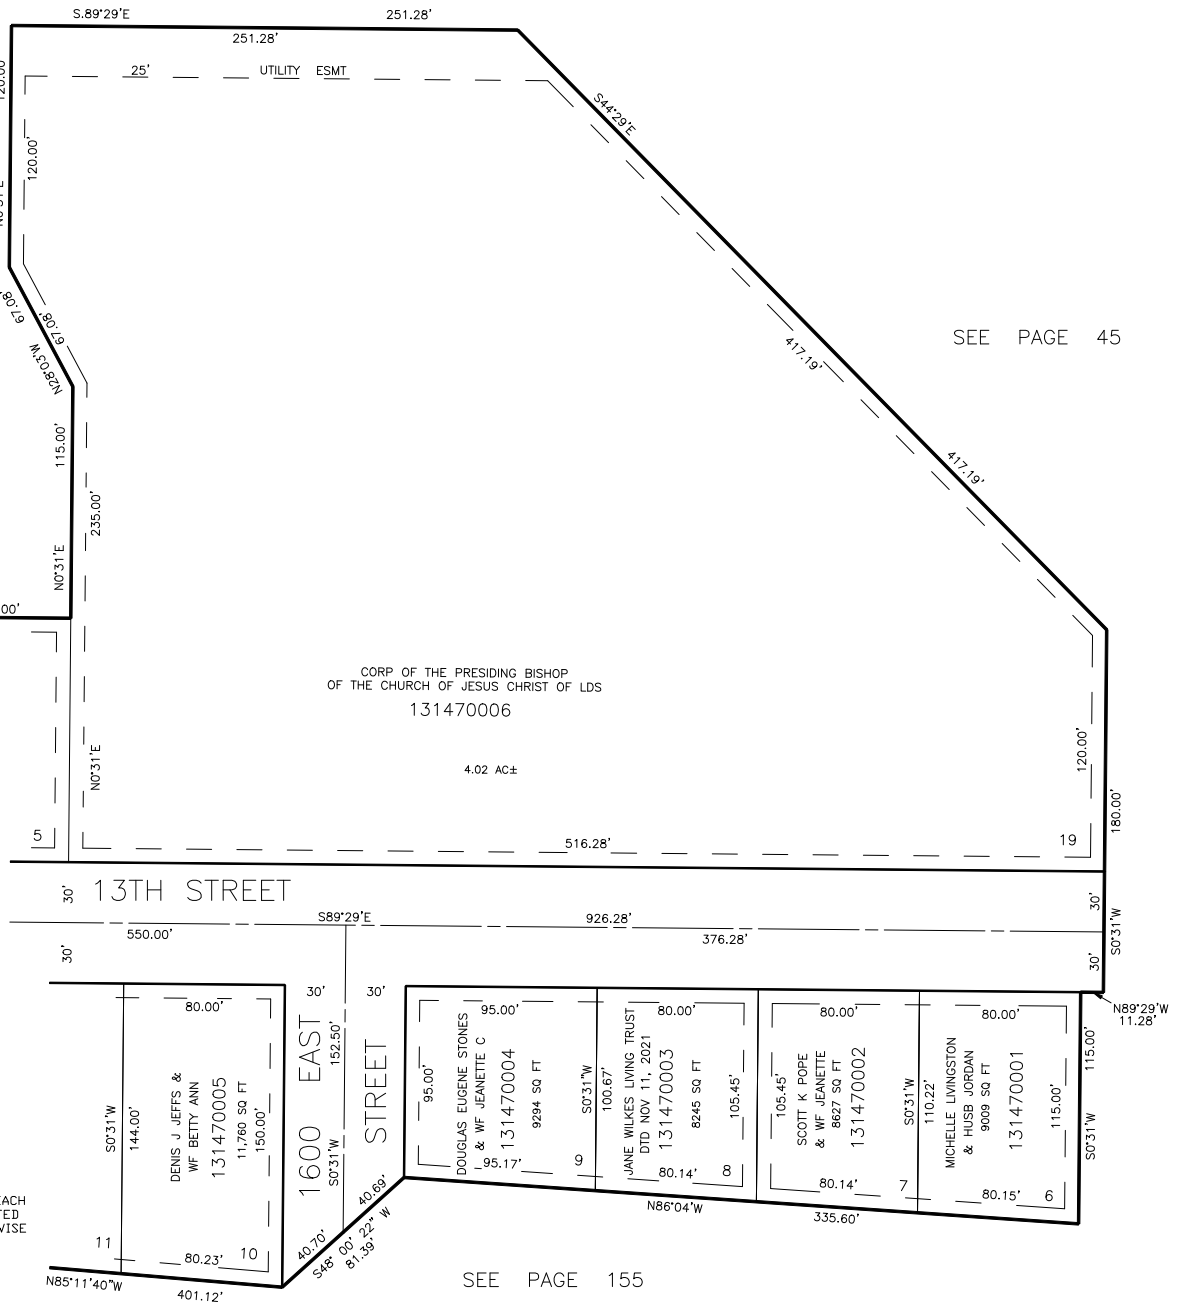 S.89°29'E
251.28'
251.28'
25'
UTILITY ESMT
120.00'
120.00'
S44°29'E
67.08'
67.08'
N28°03'W
417.19'
417.19'
SEE PAGE 45
115.00'
235.00'
N0°31'E
00'
N0°31'E
CORP OF THE PRESIDING BISHOP
OF THE CHURCH OF JESUS CHRIST OF LDS
131470006
4.02 AC±
120.00'
180.00'
5
19
516.28'
30'
13TH STREET
30'
S89°29'E
926.28'
550.00'
376.28'
S0°31'W
30'
30'
30'
30'
N89°29'W
11.28'
80.00'
95.00'
80.00'
80.00'
80.00'
S0°31'W
144.00'
DENIS J JEFFS &
WF BETTY ANN
131470005
11,760 SQ FT
150.00'
80.23'
11
10
1600 EAST
STREET
152.50'
S0°31'W
95.00'
DOUGLAS EUGENE STONES
& WF JEANETTE C
131470004
9294 SQ FT
95.17'
9
S0°31'W
100.67'
JANE WILKES LIVING TRUST
DTD NOV 11, 2021
131470003
8245 SQ FT
105.45'
80.14'
8
105.45'
SCOTT K POPE
& WF JEANETTE
8627 SQ FT
131470002
80.14'
7
S0°31'W
110.22'
MICHELLE LIVINGSTON
& HUSB JORDAN
9009 SQ FT
131470001
115.00'
80.15'
6
115.00'
S0°31'W
40.69'
40.70'
S48° 00' 22" W
81.39'
N86°04'W
335.60'
EACH
TED
VISE
N85°11'40"W
401.12'
SEE PAGE 155